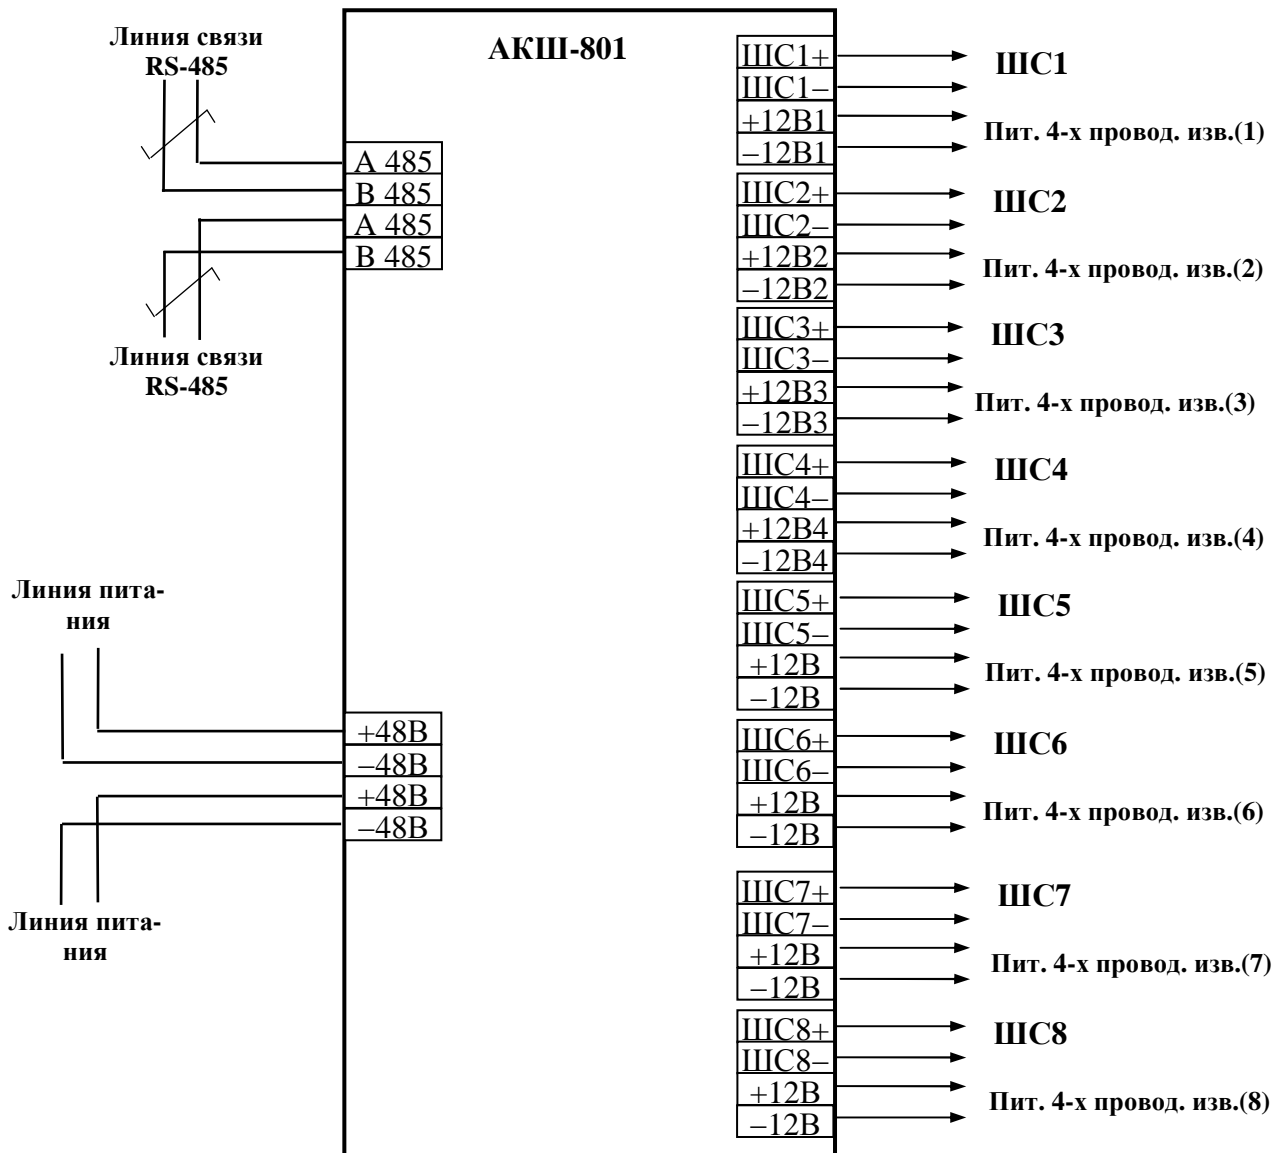 Линия связи
RS-485
АКШ-801
А 485
В 485
А 485
В 485
Линия связи
RS-485
Линия пита-
ния
+48В
–48В
+48В
–48В
Линия пита-
ния
ШС1+
ШС1–
+12В1
–12В1
ШС1
Пит. 4-х провод. изв.(1)
ШС2+
ШС2–
+12В2
–12В2
ШС2
Пит. 4-х провод. изв.(2)
ШС3+
ШС3–
+12В3
–12В3
ШС3
Пит. 4-х провод. изв.(3)
ШС4+
ШС4–
+12В4
–12В4
ШС4
Пит. 4-х провод. изв.(4)
ШС5+
ШС5–
+12В
–12В
ШС5
Пит. 4-х провод. изв.(5)
ШС6+
ШС6–
+12В
–12В
ШС6
Пит. 4-х провод. изв.(6)
ШС7+
ШС7–
+12В
–12В
ШС7
Пит. 4-х провод. изв.(7)
ШС8+
ШС8–
+12В
–12В
ШС8
Пит. 4-х провод. изв.(8)